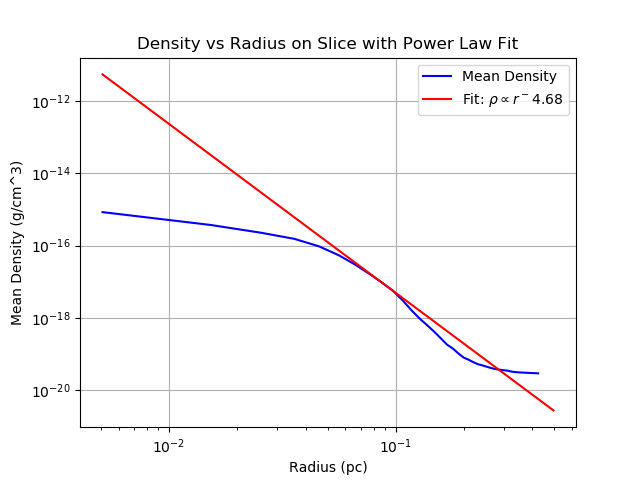 Density vs Radius on Slice with Power Law Fit
Mean Density
Fit: ρ ∝ r⁻4.68
10⁻¹²
10⁻¹⁴
10⁻¹⁶
10⁻¹⁸
10⁻²⁰
Mean Density (g/cm^3)
10⁻²
10⁻¹
Radius (pc)